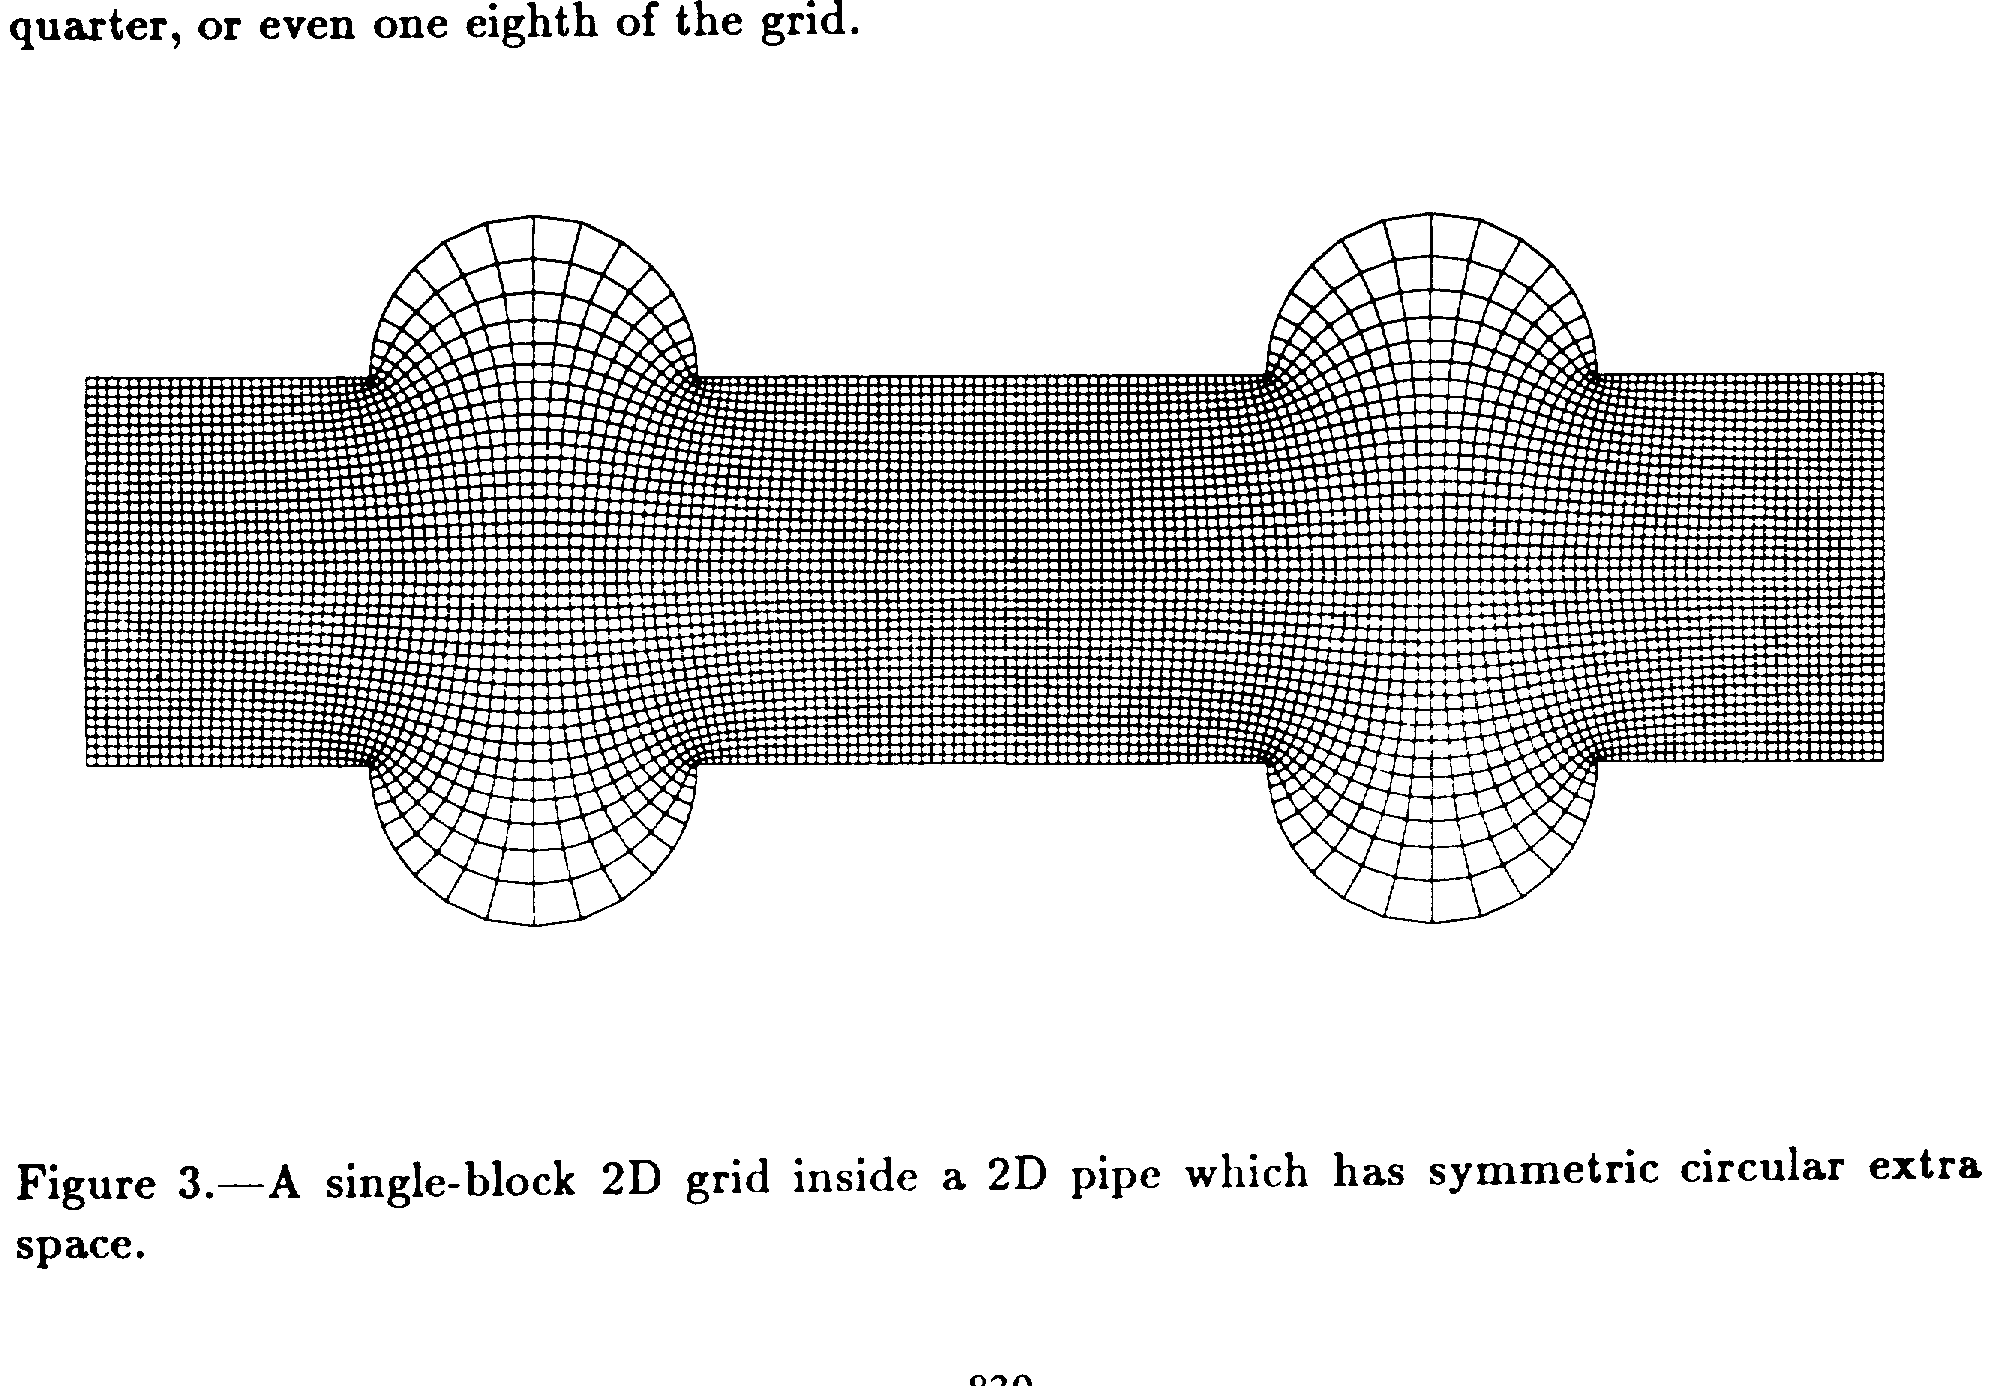 quarter, or even one eighth of the grid.
Figure 3.—A single-block 2D grid inside a 2D pipe which has symmetric circular extra
space.